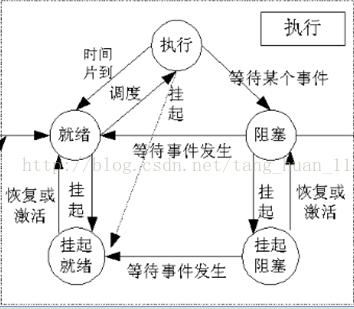 执行
执行
时间
片到
调度
挂
起
等待某个事件
就绪
阻塞
等待事件发生
http://blog.csdn.net/tang_huan_11
恢复或
激活
挂
起
挂
起
恢复或
激活
挂起
就绪
等待事件发生
挂起
阻塞